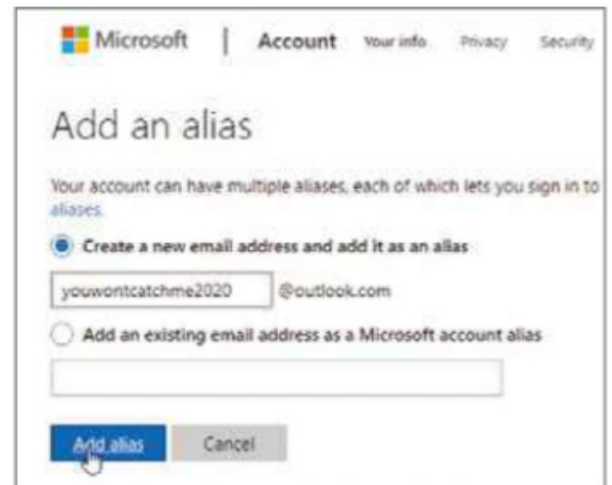 Microsoft | Account Your info Privacy Security
Add an alias
Your account can have multiple aliases, each of which lets you sign in to
aliases.
Create a new email address and add it as an alias
youwontcatchme2020 @outlook.com
Add an existing email address as a Microsoft account alias
Add alias Cancel